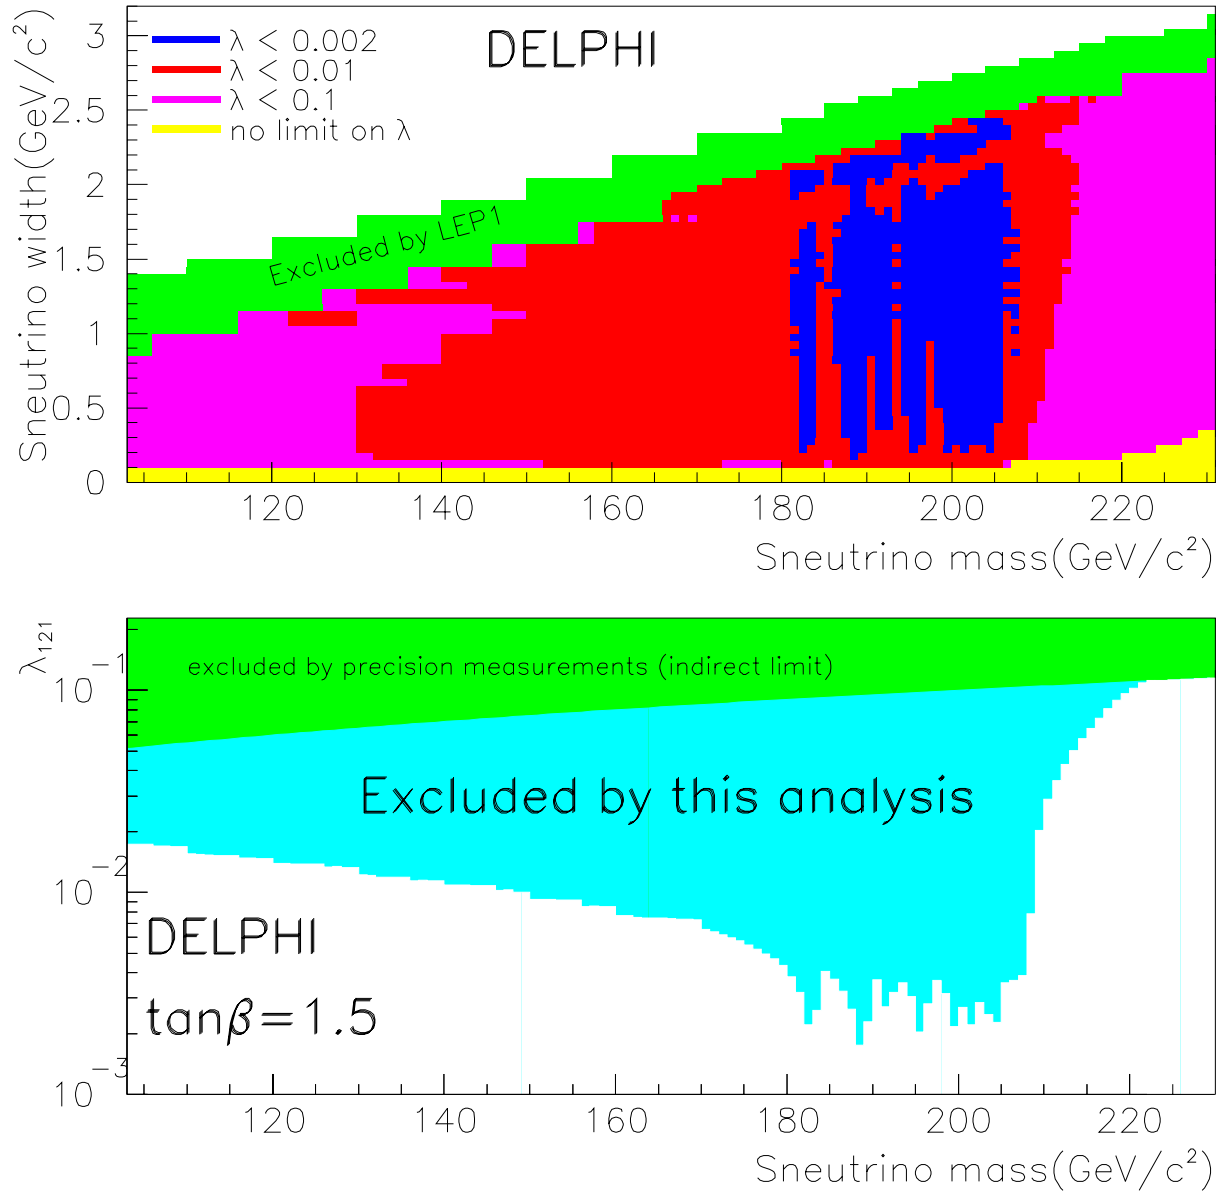 DELPHI
λ < 0.002
λ < 0.01
λ < 0.1
no limit on λ
Excluded by LEP1
Sneutrino width(GeV/c²)
3
2.5
2
1.5
1
0.5
0
120 140 160 180 200 220
Sneutrino mass(GeV/c²)
λ₁₂₁
excluded by precision measurements (indirect limit)
Excluded by this analysis
DELPHI
tanβ=1.5
10⁻¹
10⁻²
10⁻³
120 140 160 180 200 220
Sneutrino mass(GeV/c²)